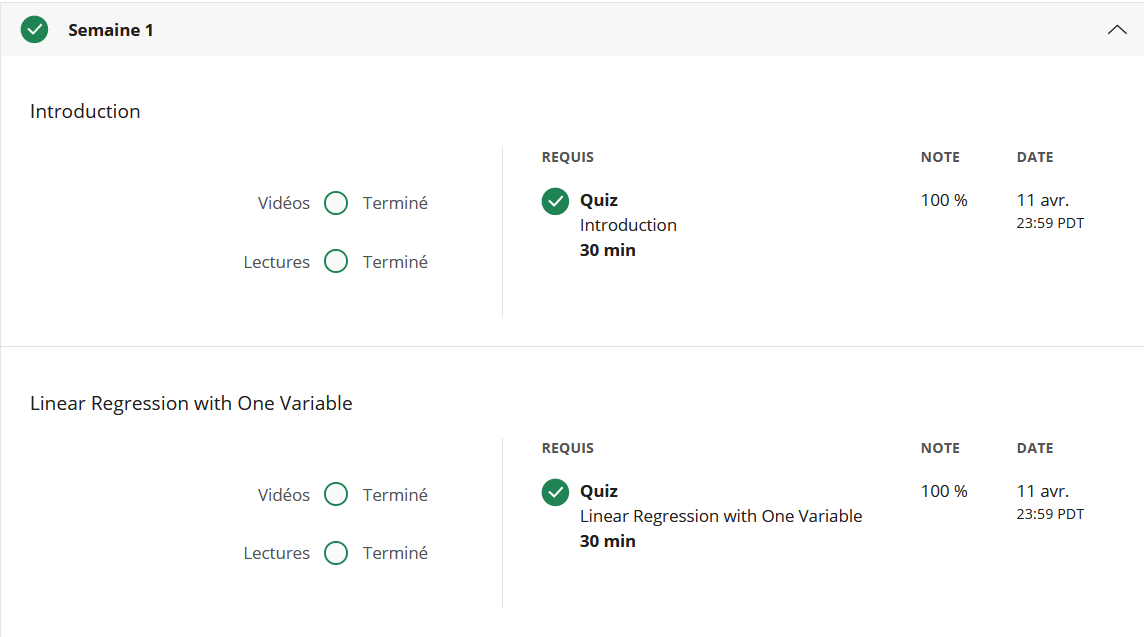 Semaine 1
Introduction
REQUIS NOTE DATE
Vidéos Terminé
Quiz 100 % 11 avr.
Introduction 23:59 PDT
30 min
Lectures Terminé
Linear Regression with One Variable
REQUIS NOTE DATE
Vidéos Terminé
Quiz 100 % 11 avr.
Linear Regression with One Variable 23:59 PDT
30 min
Lectures Terminé